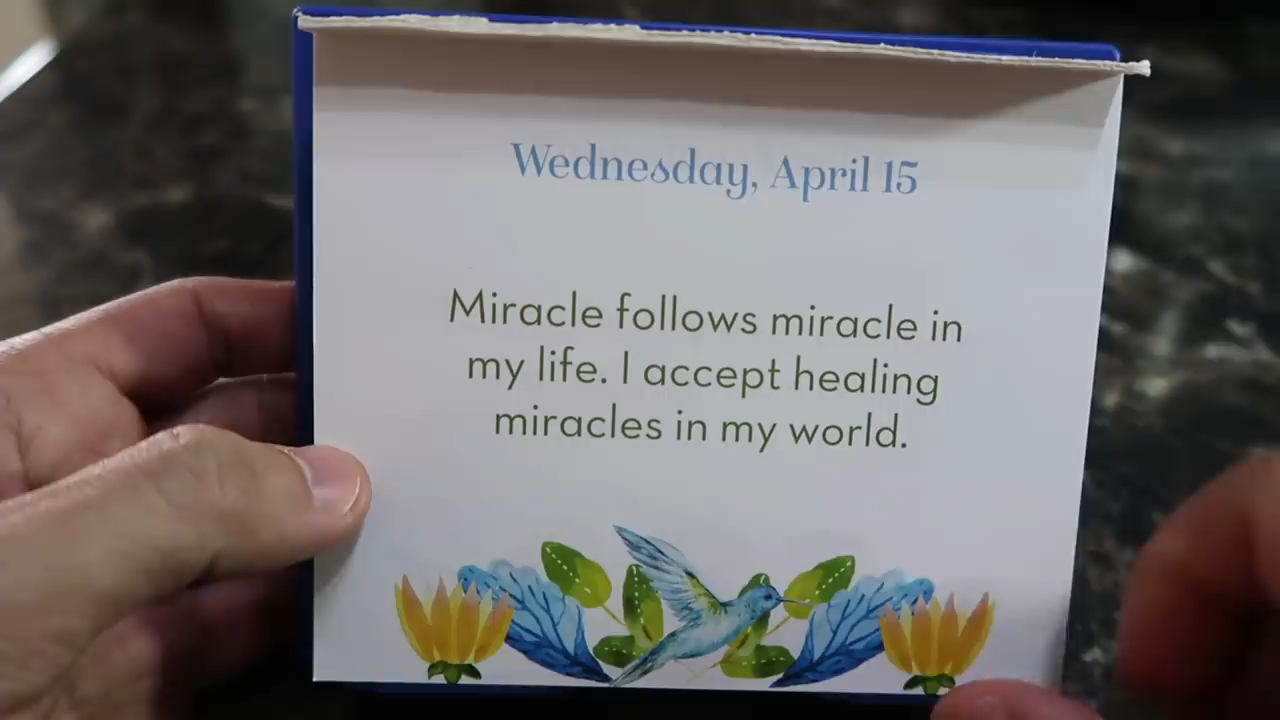 Wednesday, April 15
Miracle follows miracle in
my life. I accept healing
miracles in my world.